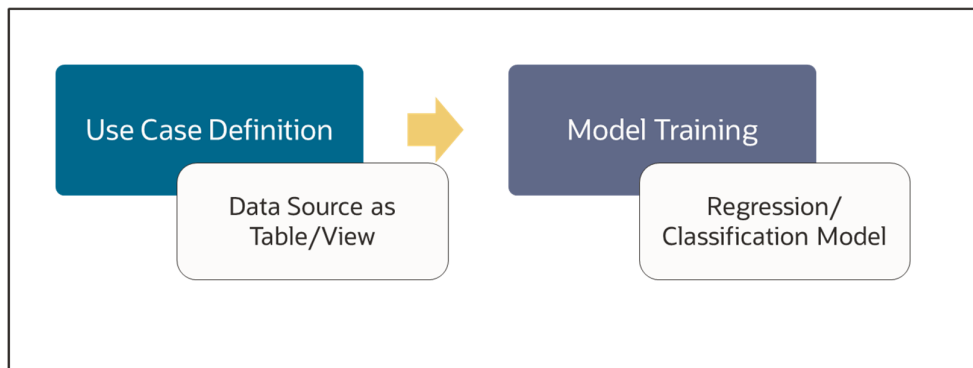 Use Case Definition
Model Training
Data Source as
Table/View
Regression/
Classification Model